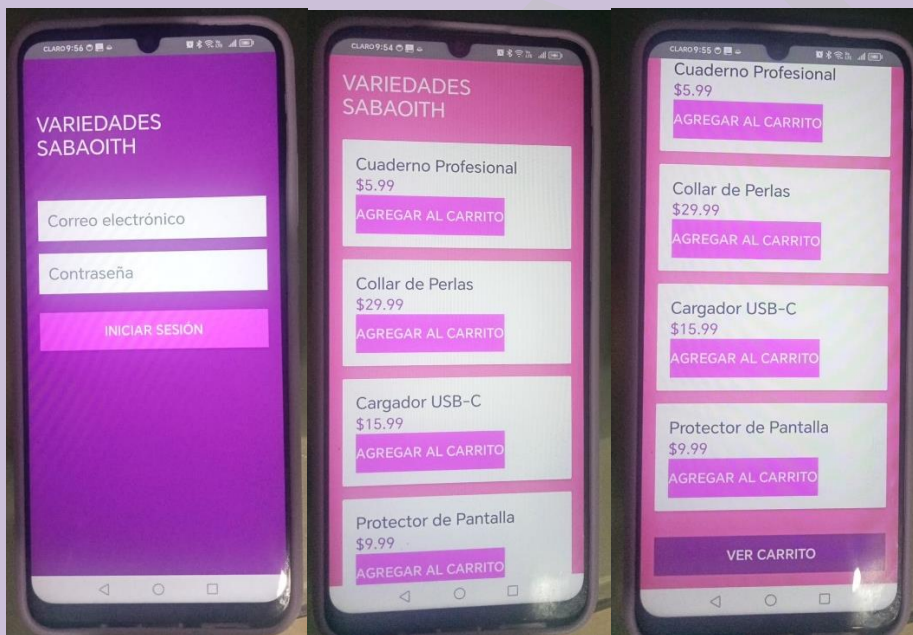 CLARO 9:56
VARIEDADES
SABAOITH
Correo electrónico
Contraseña
INICIAR SESIÓN
CLARO 9:54
VARIEDADES
SABAOITH
Cuaderno Profesional
$5.99
AGREGAR AL CARRITO
Collar de Perlas
$29.99
AGREGAR AL CARRITO
Cargador USB-C
$15.99
AGREGAR AL CARRITO
Protector de Pantalla
$9.99
AGREGAR AL CARRITO
CLARO 9:55
Cuaderno Profesional
$5.99
AGREGAR AL CARRITO
Collar de Perlas
$29.99
AGREGAR AL CARRITO
Cargador USB-C
$15.99
AGREGAR AL CARRITO
Protector de Pantalla
$9.99
AGREGAR AL CARRITO
VER CARRITO